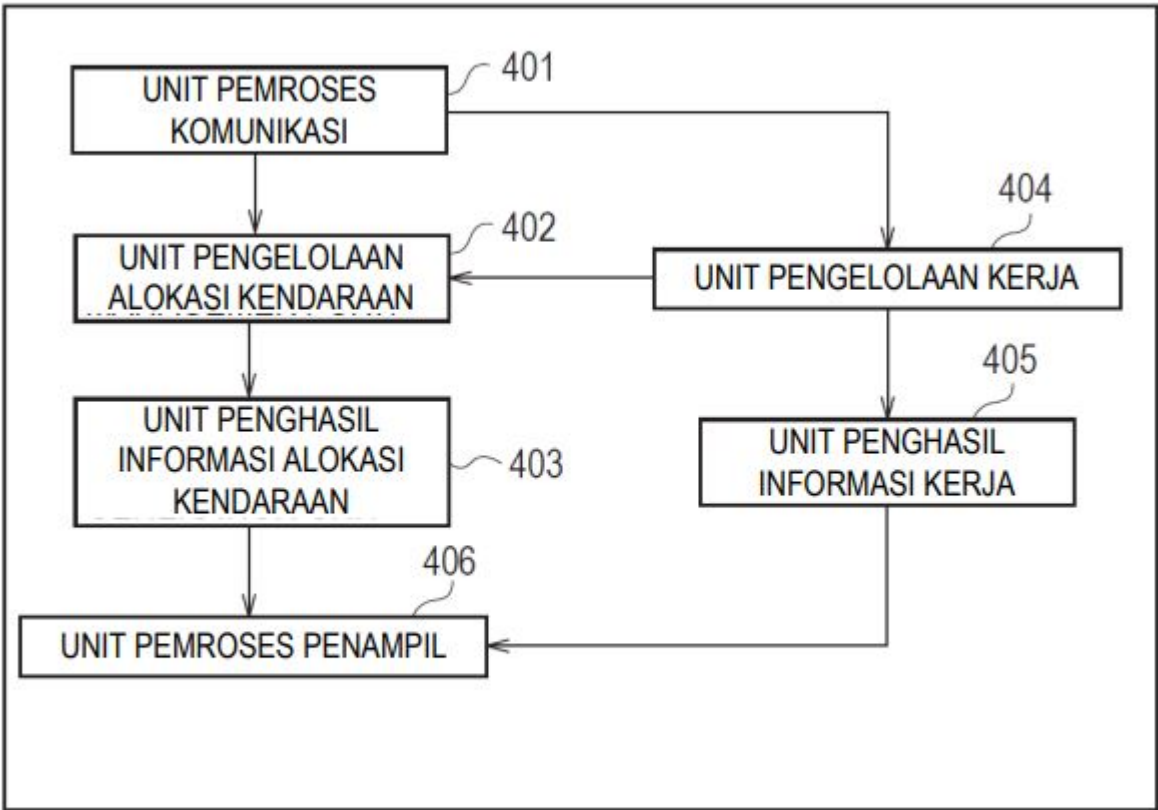 401
UNIT PEMROSES
KOMUNIKASI
404
402
UNIT PENGELOLAAN
ALOKASI KENDARAAN
UNIT PENGELOLAAN KERJA
405
UNIT PENGHASIL
INFORMASI ALOKASI
KENDARAAN
403
UNIT PENGHASIL
INFORMASI KERJA
406
UNIT PEMROSES PENAMPIL